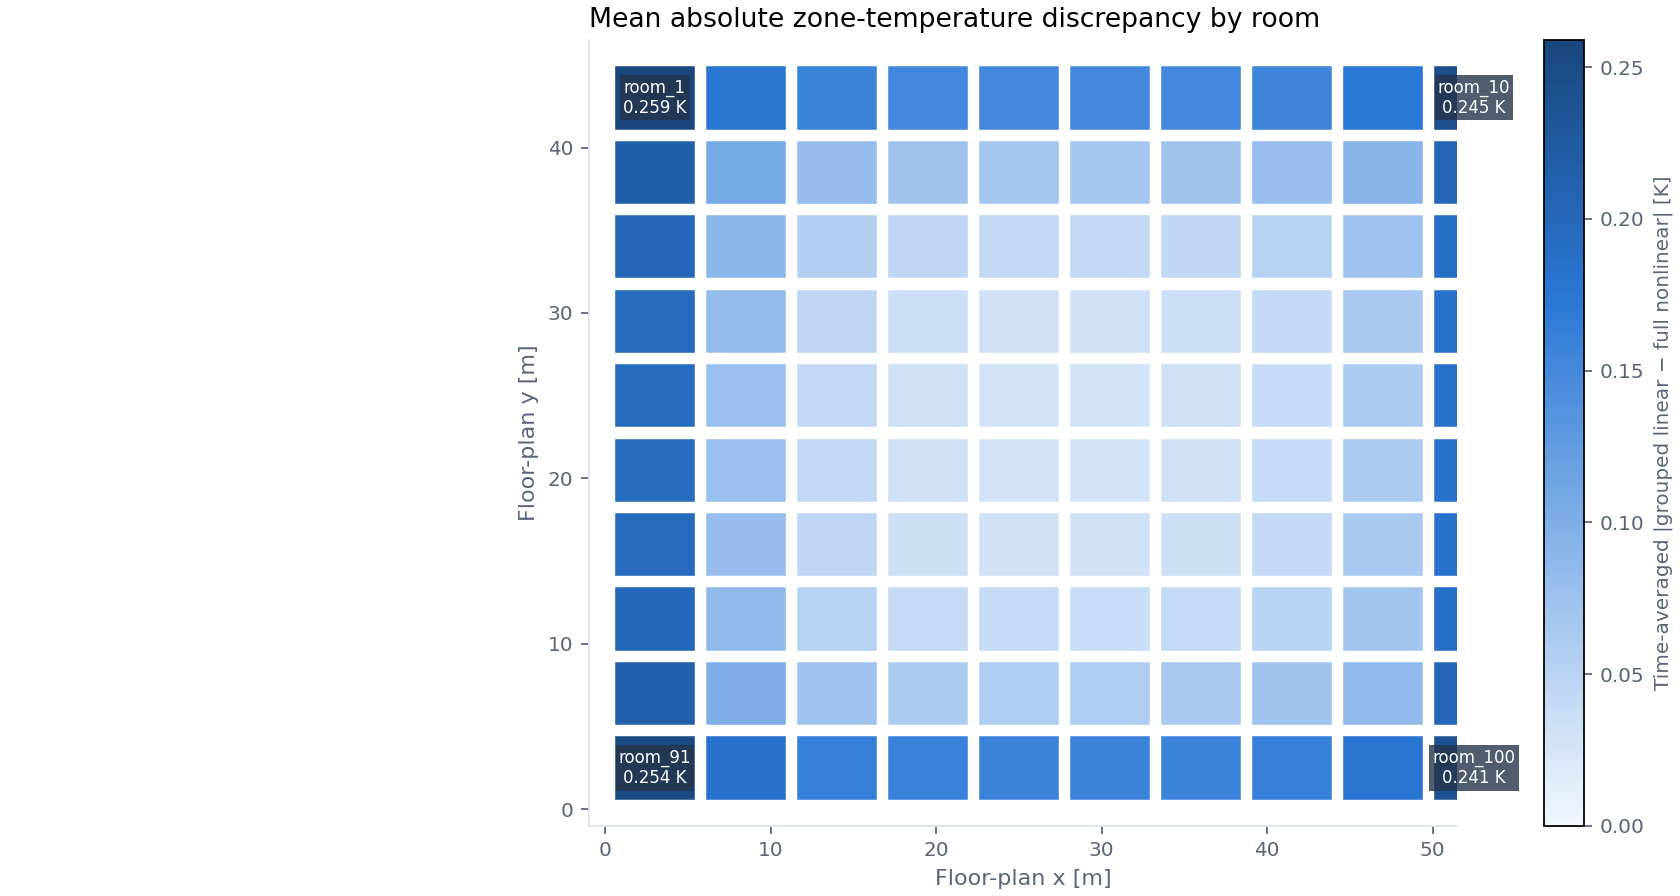 Mean absolute zone-temperature discrepancy by room
room_1
0.259 K
room_10
0.245 K
room_91
0.254 K
room_100
0.241 K
40
30
20
10
0
Floor-plan y [m]
0
10
20
30
40
50
Floor-plan x [m]
0.25
0.20
0.15
0.10
0.05
0.00
Time-averaged |grouped linear − full nonlinear| [K]